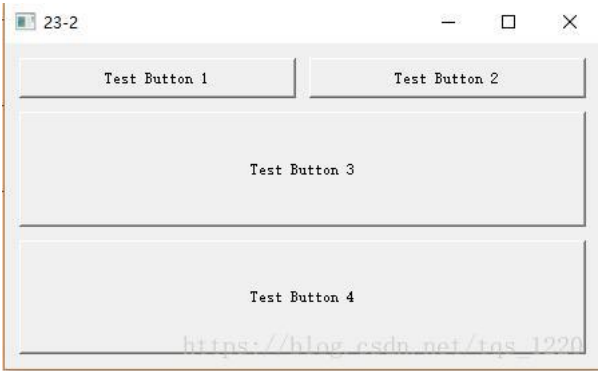 23-2
Test Button 1
Test Button 2
Test Button 3
Test Button 4
https://blog.csdn.net/tqs_1220